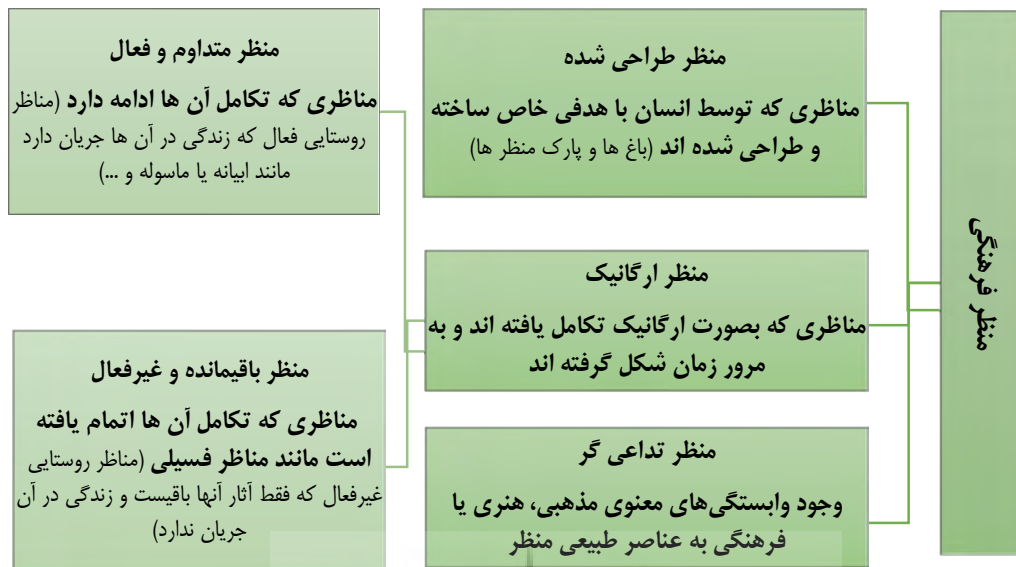 منظر فرهنگی
منظر طراحی شده
مناظری که توسط انسان با هدفی خاص ساخته
و طراحی شده اند (باغ ها و پارک منظر ها)
منظر ارگانیک
مناظری که بصورت ارگانیک تکامل یافته اند و به
مرور زمان شکل گرفته اند
منظر تداعی گر
وجود وابستگی‌های معنوی مذهبی، هنری یا
فرهنگی به عناصر طبیعی منظر
منظر متداوم و فعال
مناظری که تکامل آن ها ادامه دارد (مناظر
روستایی فعال که زندگی در آن ها جریان دارد
مانند ابیانه یا ماسوله و ...)
منظر باقیمانده و غیرفعال
مناظری که تکامل آن ها اتمام یافته
است مانند مناظر فسیلی (مناظر روستایی
غیرفعال که فقط آثار آنها باقیست و زندگی در آن
جریان ندارد)